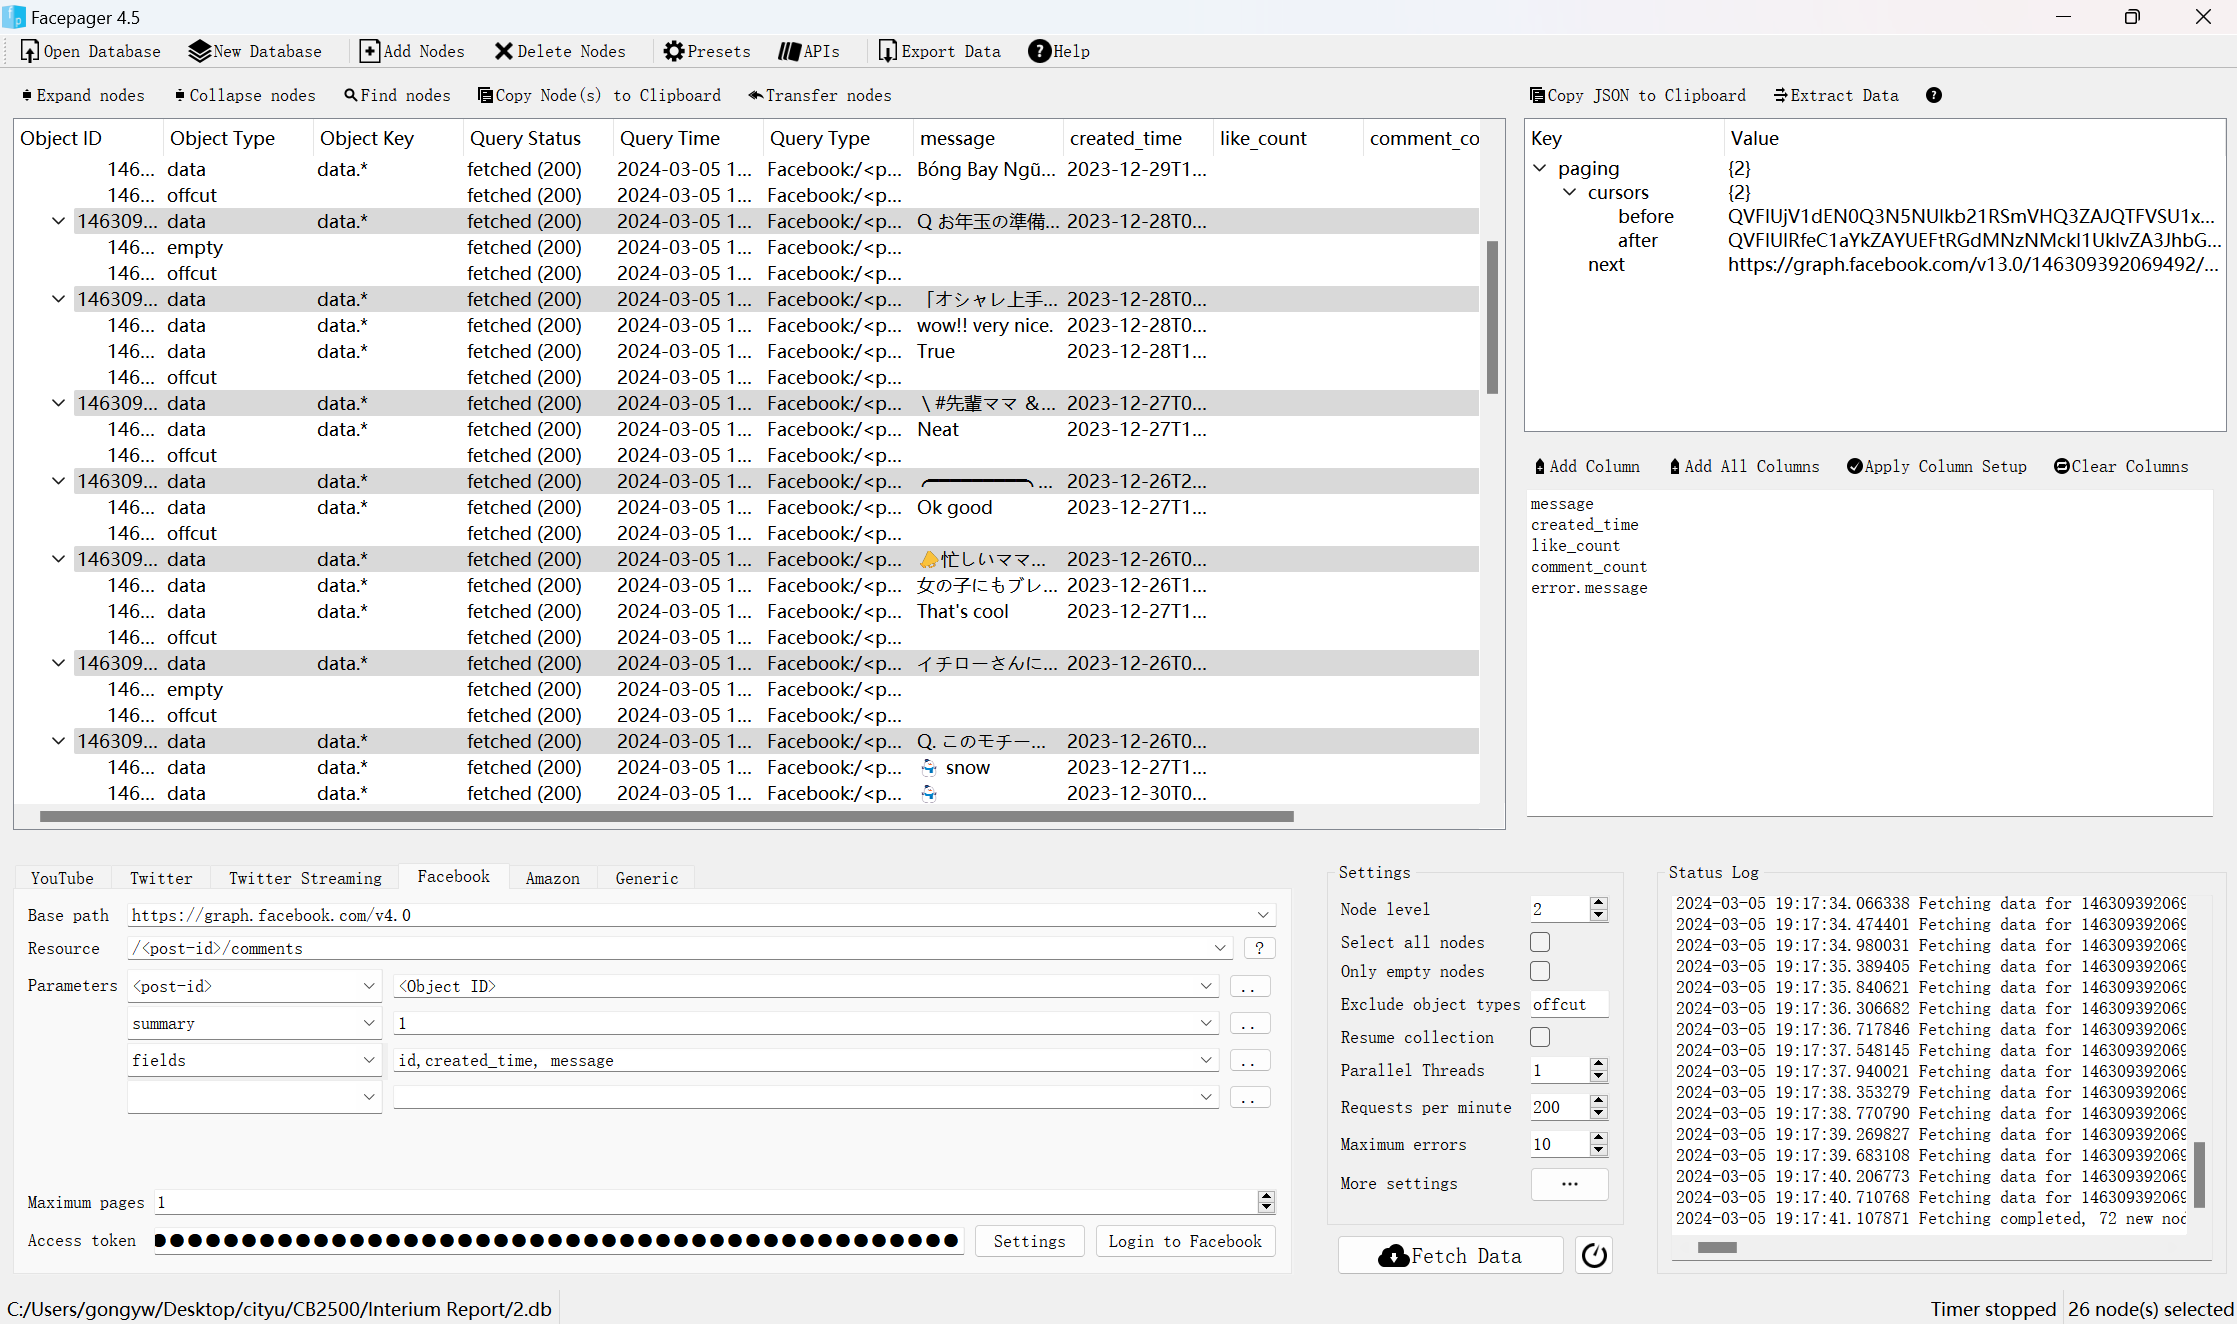 Facepager 4.5
Open Database New Database Add Nodes Delete Nodes Presets APIs Export Data Help
Expand nodes Collapse nodes Find nodes Copy Node(s) to Clipboard Transfer nodes
Object ID Object Type Object Key Query Status Query Time Query Type message created_time like_count comment_co
146... data data.* fetched (200) 2024-03-05 1... Facebook:/<p... Bóng Bay Ngũ... 2023-12-29T1...
146... offcut fetched (200) 2024-03-05 1... Facebook:/<p...
146309... data data.* fetched (200) 2024-03-05 1... Facebook:/<p... Q お年玉の準備... 2023-12-28T0...
146... empty fetched (200) 2024-03-05 1... Facebook:/<p...
146... offcut fetched (200) 2024-03-05 1... Facebook:/<p...
146309... data data.* fetched (200) 2024-03-05 1... Facebook:/<p... 「オシャレ上手... 2023-12-28T0...
146... data data.* fetched (200) 2024-03-05 1... Facebook:/<p... wow!! very nice. 2023-12-28T0...
146... data data.* fetched (200) 2024-03-05 1... Facebook:/<p... True 2023-12-28T1...
146... offcut fetched (200) 2024-03-05 1... Facebook:/<p...
146309... data data.* fetched (200) 2024-03-05 1... Facebook:/<p... \ #先輩ママ &... 2023-12-27T0...
146... data data.* fetched (200) 2024-03-05 1... Facebook:/<p... Neat 2023-12-27T1...
146... offcut fetched (200) 2024-03-05 1... Facebook:/<p...
146309... data data.* fetched (200) 2024-03-05 1... Facebook:/<p... ... 2023-12-26T2...
146... data data.* fetched (200) 2024-03-05 1... Facebook:/<p... Ok good 2023-12-27T1...
146... offcut fetched (200) 2024-03-05 1... Facebook:/<p...
146309... data data.* fetched (200) 2024-03-05 1... Facebook:/<p... 忙しいママ... 2023-12-26T0...
146... data data.* fetched (200) 2024-03-05 1... Facebook:/<p... 女の子にもブレ... 2023-12-26T1...
146... data data.* fetched (200) 2024-03-05 1... Facebook:/<p... That's cool 2023-12-27T1...
146... offcut fetched (200) 2024-03-05 1... Facebook:/<p...
146309... data data.* fetched (200) 2024-03-05 1... Facebook:/<p... イチローさんに... 2023-12-26T0...
146... empty fetched (200) 2024-03-05 1... Facebook:/<p...
146... offcut fetched (200) 2024-03-05 1... Facebook:/<p...
146309... data data.* fetched (200) 2024-03-05 1... Facebook:/<p... Q. このモチー... 2023-12-26T0...
146... data data.* fetched (200) 2024-03-05 1... Facebook:/<p... ⛄ snow 2023-12-27T1...
146... data data.* fetched (200) 2024-03-05 1... Facebook:/<p... ⛄ 2023-12-30T0...
Copy JSON to Clipboard Extract Data ?
Key Value
paging {2}
cursors {2}
before
after
next https://graph.facebook.com/v13.0/146309392069492/...
Add Column Add All Columns Apply Column Setup Clear Columns
message
created_time
like_count
comment_count
error.message
YouTube Twitter Twitter Streaming Facebook Amazon Generic
Base path https://graph.facebook.com/v4.0
Resource /<post-id>/comments ?
Parameters <post-id> <Object ID> ..
summary 1 ..
fields id,created_time, message ..
..
Maximum pages 1
Access token ●●●●●●●●●●●●●●●●●●●●●●●●●●●●●●●●●●●●●●●●●●●●● Settings Login to Facebook
Settings
Node level 2
Select all nodes
Only empty nodes
Exclude object types offcut
Resume collection
Parallel Threads 1
Requests per minute 200
Maximum errors 10
More settings ...
Fetch Data
Status Log
2024-03-05 19:17:34.066338 Fetching data for 146309392069
2024-03-05 19:17:34.474401 Fetching data for 146309392069
2024-03-05 19:17:34.980031 Fetching data for 146309392069
2024-03-05 19:17:35.389405 Fetching data for 146309392069
2024-03-05 19:17:35.840621 Fetching data for 146309392069
2024-03-05 19:17:36.306682 Fetching data for 146309392069
2024-03-05 19:17:36.717846 Fetching data for 146309392069
2024-03-05 19:17:37.548145 Fetching data for 146309392069
2024-03-05 19:17:37.940021 Fetching data for 146309392069
2024-03-05 19:17:38.353279 Fetching data for 146309392069
2024-03-05 19:17:38.770790 Fetching data for 146309392069
2024-03-05 19:17:39.269827 Fetching data for 146309392069
2024-03-05 19:17:39.683108 Fetching data for 146309392069
2024-03-05 19:17:40.206773 Fetching data for 146309392069
2024-03-05 19:17:40.710768 Fetching data for 146309392069
2024-03-05 19:17:41.107871 Fetching completed, 72 new noc
C:/Users/gongyw/Desktop/cityu/CB2500/Interium Report/2.db
Timer stopped 26 node(s) selected